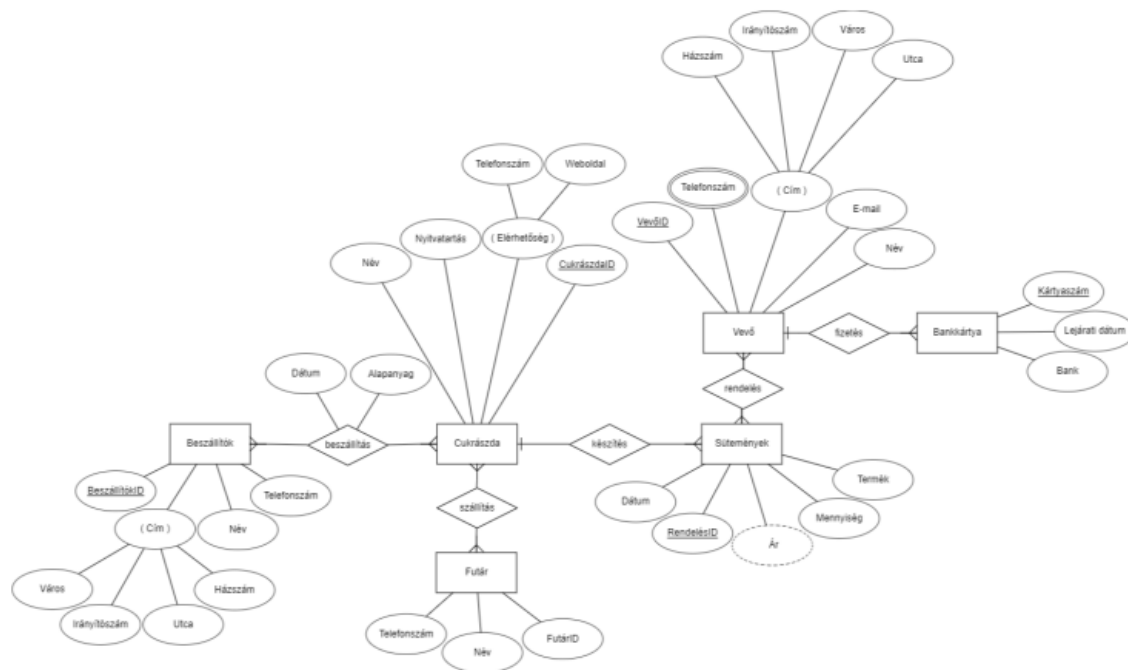 Irányítószám
Város
Házszám
Utca
Telefonszám
Weboldal
Telefonszám
( Cím )
E-mail
VevőID
Nyitvatartás
( Elérhetőség )
Név
Név
CukrászdaID
Kártyaszám
Vevő
fizetés
Bankkártya
Lejárati dátum
Bank
Dátum
Alapanyag
rendelés
Beszállítók
beszállítás
Cukrászda
készítés
Sütemények
Termék
BeszállítókID
Telefonszám
Dátum
Mennyiség
szállítás
( Cím )
Név
RendelésID
Ár
Futár
Város
Házszám
Irányítószám
Utca
Telefonszám
FutárID
Név